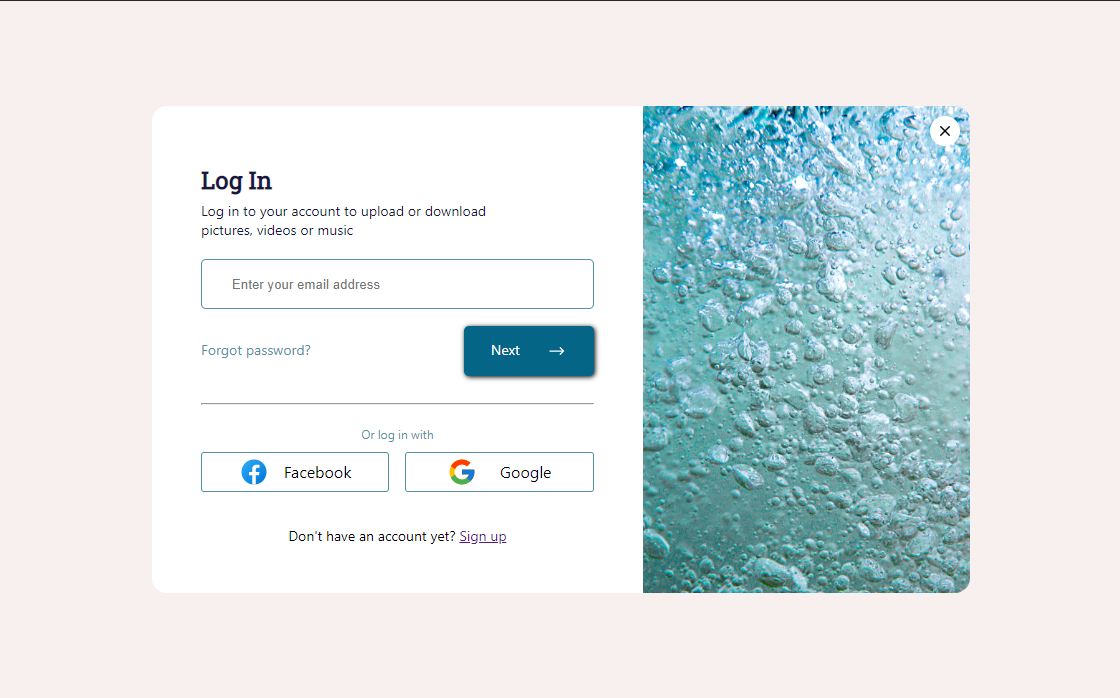 Log In
Log in to your account to upload or download
pictures, videos or music
Enter your email address
Forgot password?
Next
Or log in with
Facebook
Google
Don't have an account yet? Sign up